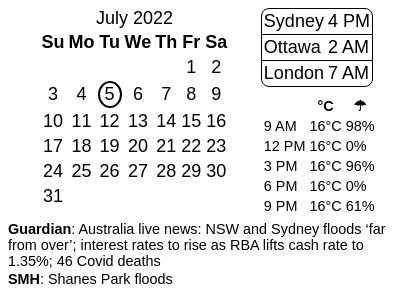 July 2022
Su Mo Tu We Th Fr Sa
1 2
3 4 5 6 7 8 9
10 11 12 13 14 15 16
17 18 19 20 21 22 23
24 25 26 27 28 29 30
31
Sydney 4 PM
Ottawa 2 AM
London 7 AM
°C ☂
9 AM 16°C 98%
12 PM 16°C 0%
3 PM 16°C 96%
6 PM 16°C 0%
9 PM 16°C 61%
Guardian: Australia live news: NSW and Sydney floods ‘far
from over’; interest rates to rise as RBA lifts cash rate to
1.35%; 46 Covid deaths
SMH: Shanes Park floods